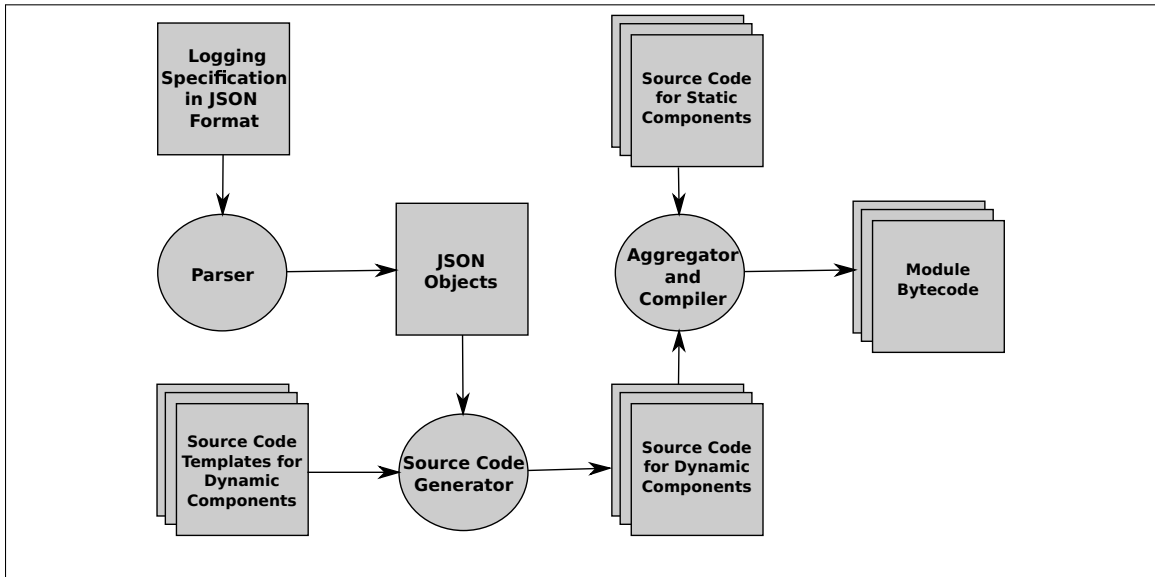 Logging
Specification
in JSON
Format
Source Code
for Static
Components
Parser
JSON
Objects
Aggregator
and
Compiler
Module
Bytecode
Source Code
Templates for
Dynamic
Components
Source Code
Generator
Source Code
for Dynamic
Components